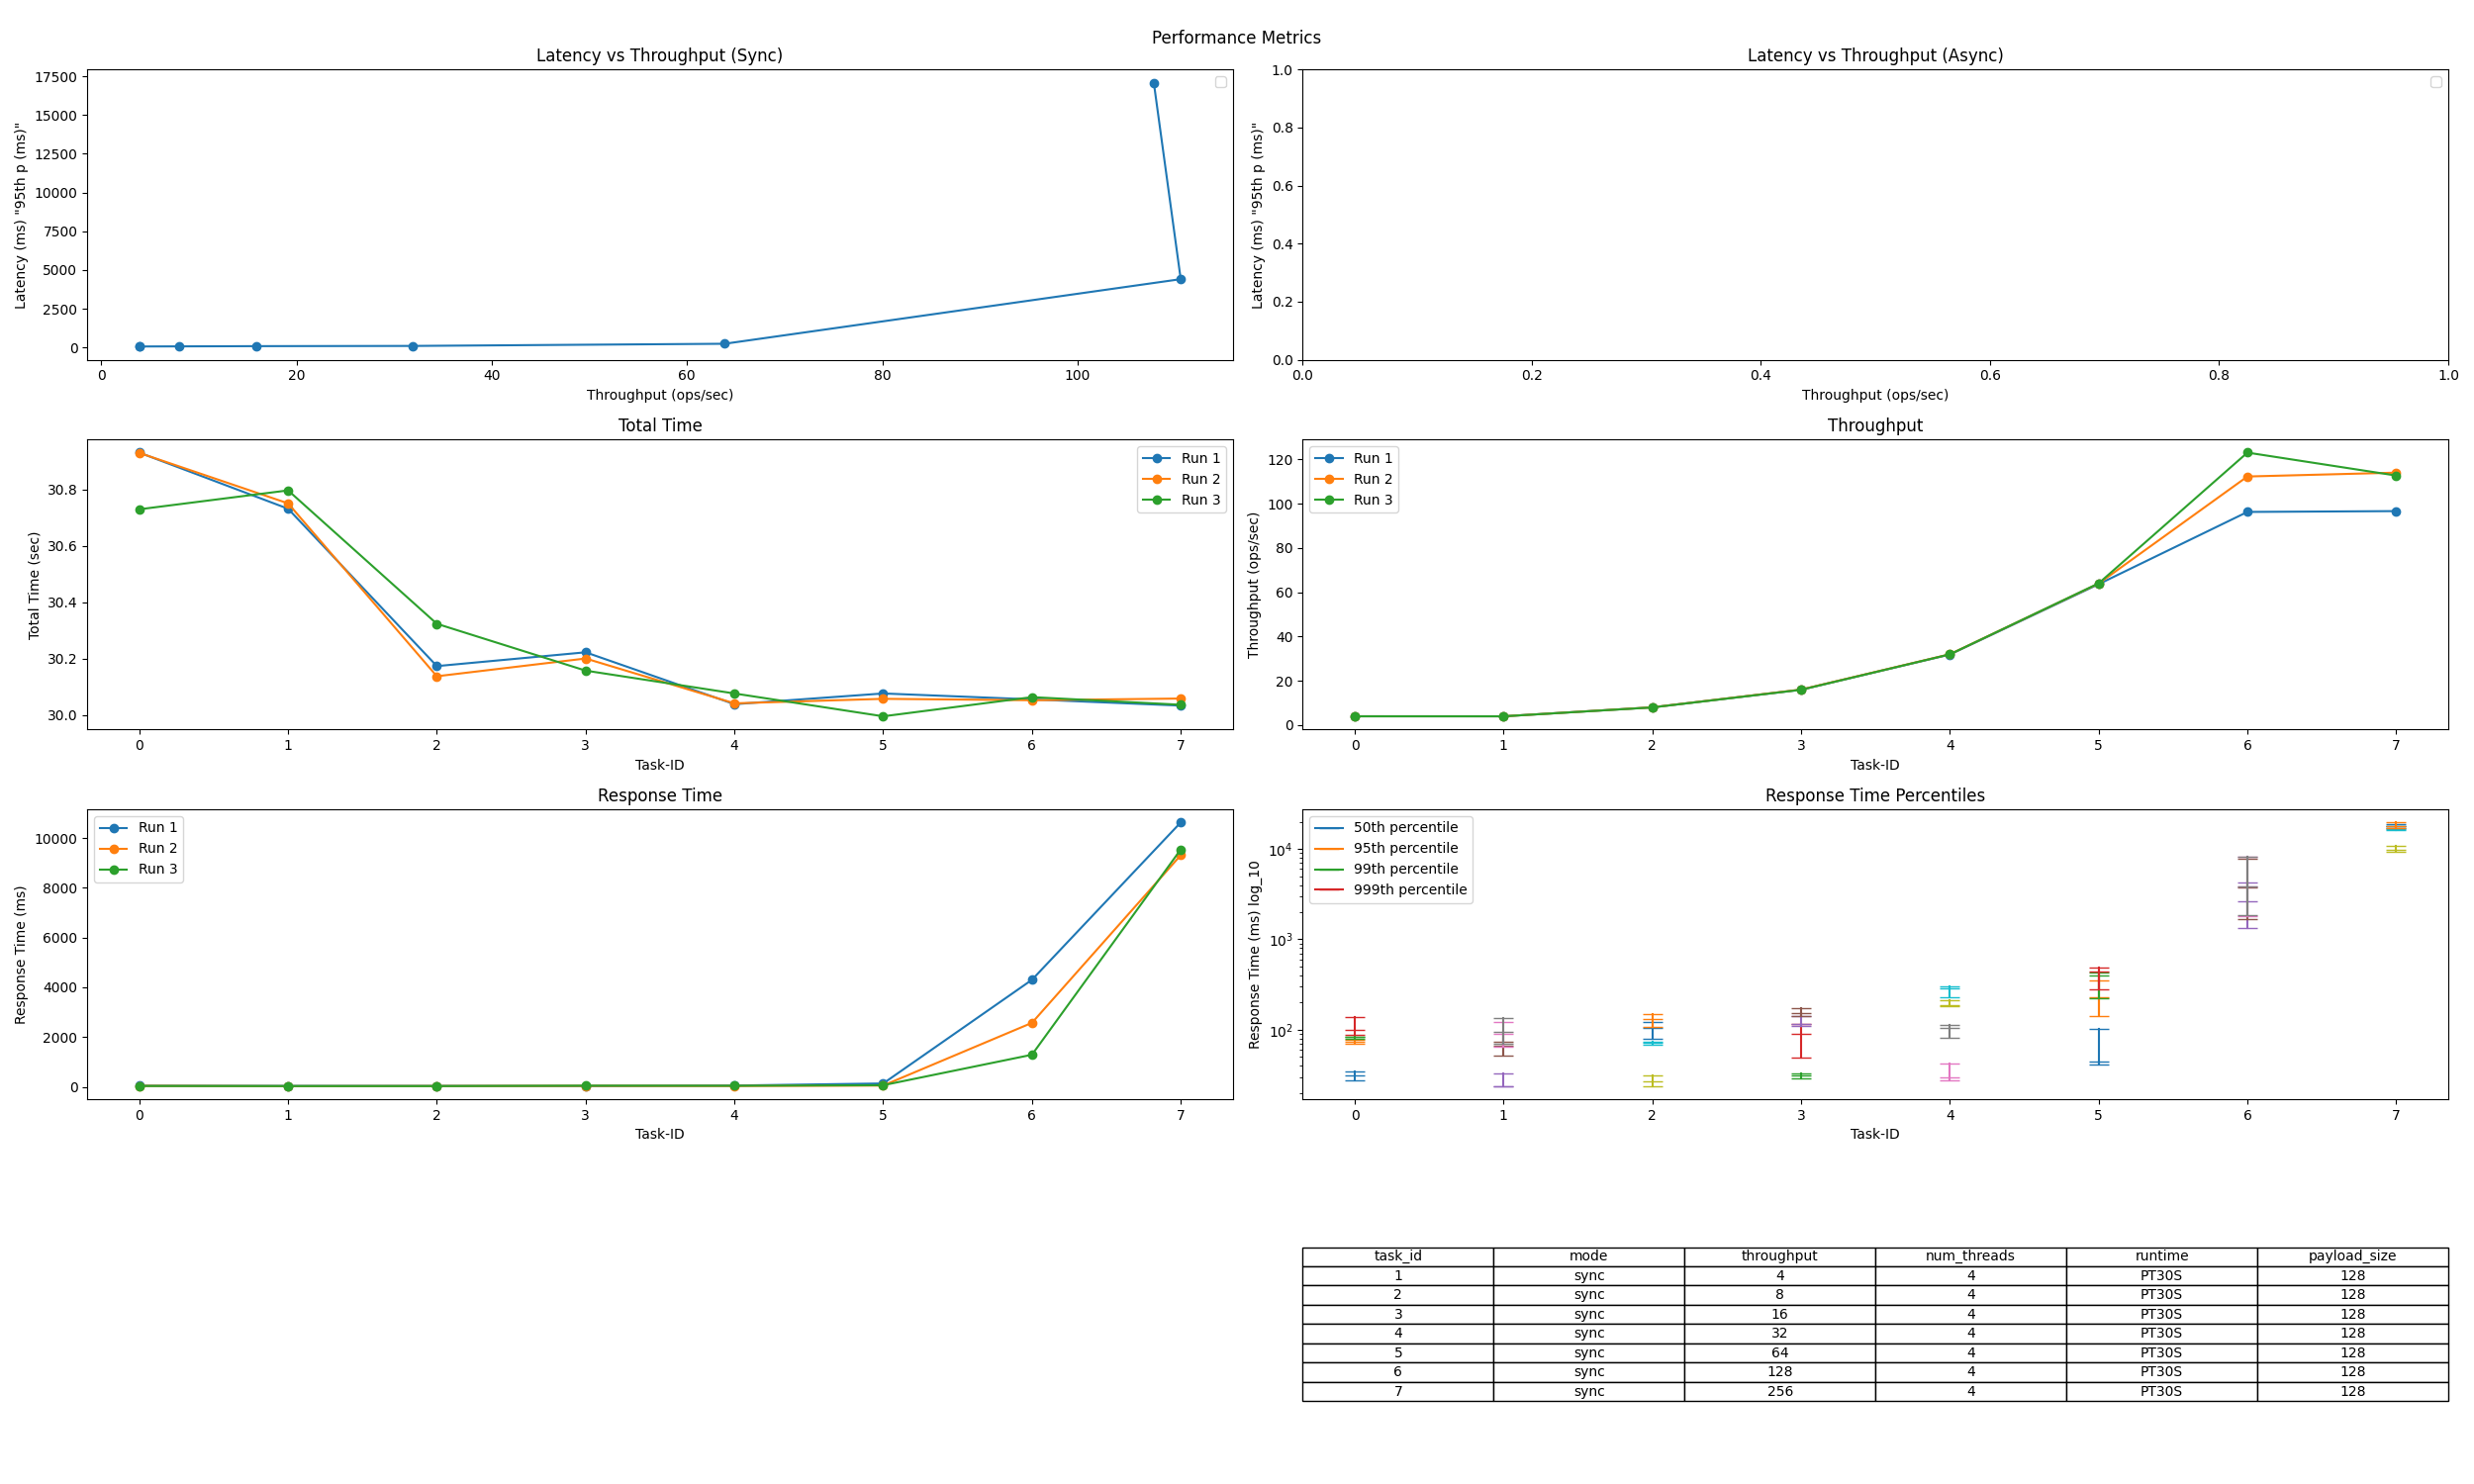 Performance Metrics
Latency vs Throughput (Sync)
Latency (ms) "95th p (ms)"
17500
15000
12500
10000
7500
5000
2500
0
0 20 40 60 80 100
Throughput (ops/sec)
Latency vs Throughput (Async)
Latency (ms) "95th p (ms)"
1.0
0.8
0.6
0.4
0.2
0.0
0.0 0.2 0.4 0.6 0.8 1.0
Throughput (ops/sec)
Total Time
Total Time (sec)
30.8
30.6
30.4
30.2
30.0
Run 1
Run 2
Run 3
0 1 2 3 4 5 6 7
Task-ID
Throughput
Throughput (ops/sec)
120
100
80
60
40
20
0
Run 1
Run 2
Run 3
0 1 2 3 4 5 6 7
Task-ID
Response Time
Response Time (ms)
10000
8000
6000
4000
2000
0
Run 1
Run 2
Run 3
0 1 2 3 4 5 6 7
Task-ID
Response Time Percentiles
Response Time (ms) log_10
10⁴
10³
10²
50th percentile
95th percentile
99th percentile
999th percentile
0 1 2 3 4 5 6 7
Task-ID
task_id mode throughput num_threads runtime payload_size
1 sync 4 4 PT30S 128
2 sync 8 4 PT30S 128
3 sync 16 4 PT30S 128
4 sync 32 4 PT30S 128
5 sync 64 4 PT30S 128
6 sync 128 4 PT30S 128
7 sync 256 4 PT30S 128